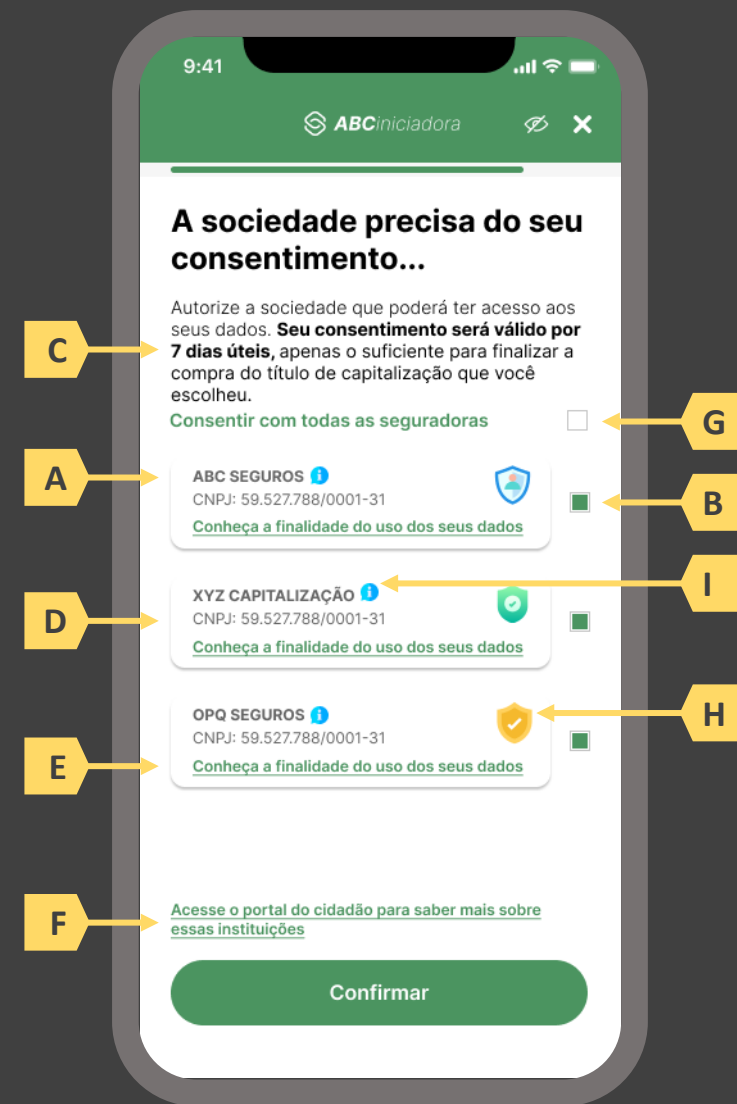 9:41
ABCiniciadora
A sociedade precisa do seu
consentimento...
Autorize a sociedade que poderá ter acesso aos
seus dados. Seu consentimento será válido por
7 dias úteis, apenas o suficiente para finalizar a
compra do título de capitalização que você
escolheu.
C
Consentir com todas as seguradoras
G
A
ABC SEGUROS
CNPJ: 59.527.788/0001-31
Conheça a finalidade do uso dos seus dados
B
I
D
XYZ CAPITALIZAÇÃO
CNPJ: 59.527.788/0001-31
Conheça a finalidade do uso dos seus dados
H
OPQ SEGUROS
CNPJ: 59.527.788/0001-31
Conheça a finalidade do uso dos seus dados
E
F
Acesse o portal do cidadão para saber mais sobre
essas instituições
Confirmar